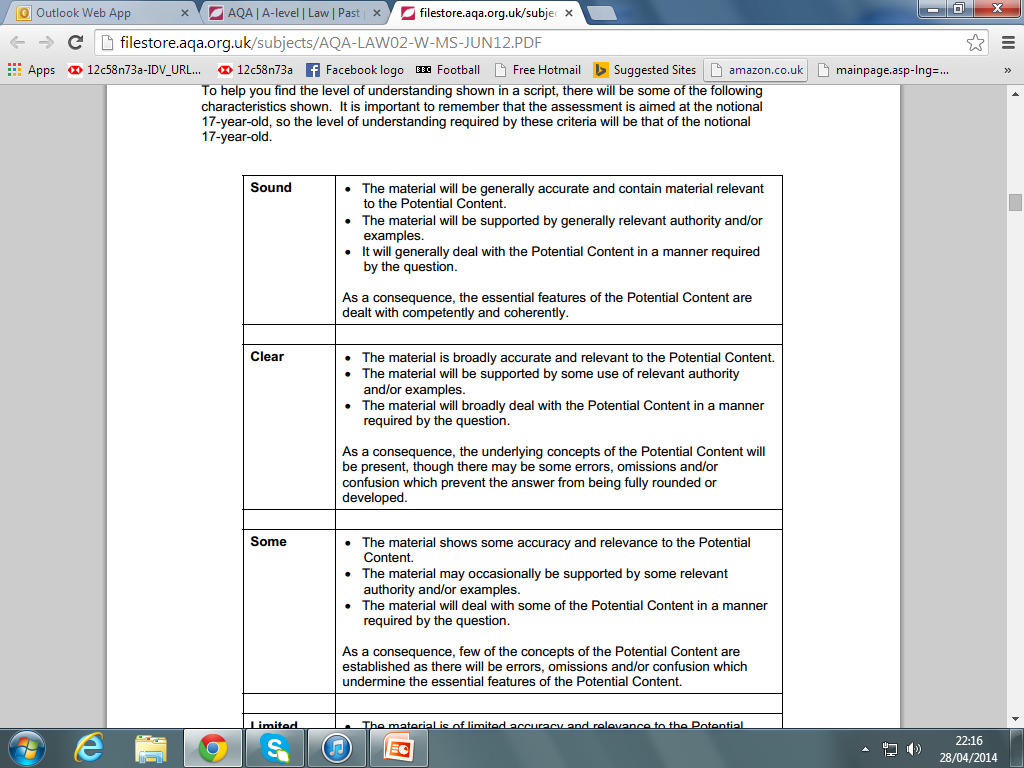 Outlook Web App
AQA | A-level | Law | Past
filestore.aqa.org.uk/subje
filestore.aqa.org.uk/subjects/AQA-LAW02-W-MS-JUN12.PDF
Apps 12c58n73a-IDV_URL... 12c58n73a Facebook logo BBC Football Free Hotmail Suggested Sites amazon.co.uk mainpage.asp-lng=... »
To help you find the level of understanding shown in a script, there will be some of the following
characteristics shown. It is important to remember that the assessment is aimed at the notional
17-year-old, so the level of understanding required by these criteria will be that of the notional
17-year-old.
Sound
• The material will be generally accurate and contain material relevant
to the Potential Content.
• The material will be supported by generally relevant authority and/or
examples.
• It will generally deal with the Potential Content in a manner required
by the question.
As a consequence, the essential features of the Potential Content are
dealt with competently and coherently.
Clear
• The material is broadly accurate and relevant to the Potential Content.
• The material will be supported by some use of relevant authority
and/or examples.
• The material will broadly deal with the Potential Content in a manner
required by the question.
As a consequence, the underlying concepts of the Potential Content will
be present, though there may be some errors, omissions and/or
confusion which prevent the answer from being fully rounded or
developed.
Some
• The material shows some accuracy and relevance to the Potential
Content.
• The material may occasionally be supported by some relevant
authority and/or examples.
• The material will deal with some of the Potential Content in a manner
required by the question.
As a consequence, few of the concepts of the Potential Content are
established as there will be errors, omissions and/or confusion which
undermine the essential features of the Potential Content.
Limited
• The material is of limited accuracy and relevance to the Potential
22:16
28/04/2014